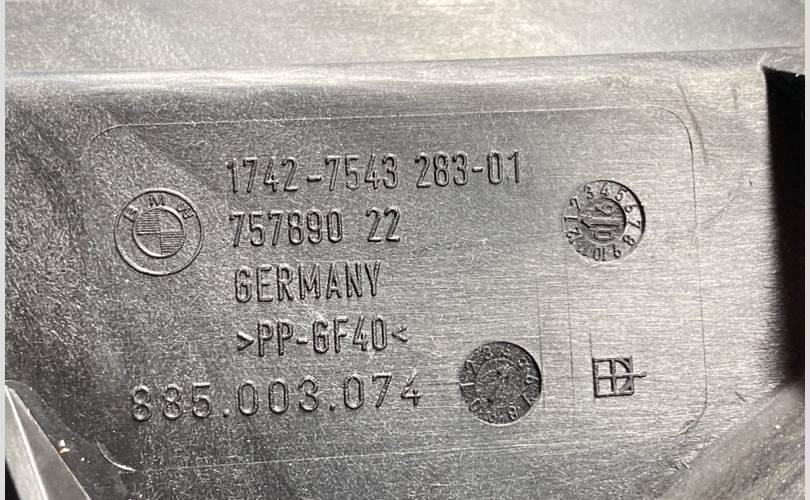 1742-7543 283-01
BMW
757890 22
GERMANY
>PP-GF40<
885.003.074